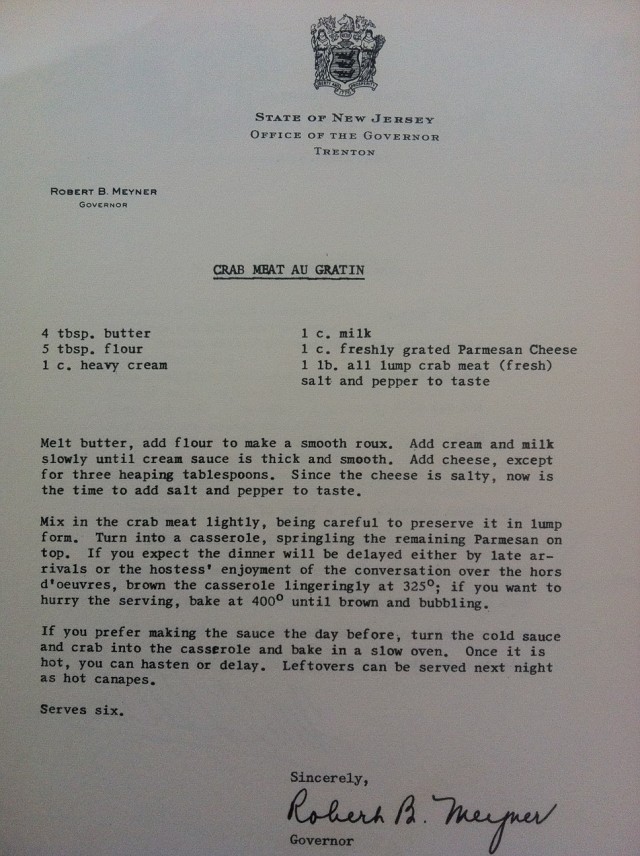 STATE OF NEW JERSEY
OFFICE OF THE GOVERNOR
TRENTON
ROBERT B. MEYNER
GOVERNOR
CRAB MEAT AU GRATIN
4 tbsp. butter
5 tbsp. flour
1 c. heavy cream
1 c. milk
1 c. freshly grated Parmesan Cheese
1 lb. all lump crab meat (fresh)
salt and pepper to taste
Melt butter, add flour to make a smooth roux. Add cream and milk
slowly until cream sauce is thick and smooth. Add cheese, except
for three heaping tablespoons. Since the cheese is salty, now is
the time to add salt and pepper to taste.
Mix in the crab meat lightly, being careful to preserve it in lump
form. Turn into a casserole, springling the remaining Parmesan on
top. If you expect the dinner will be delayed either by late ar-
rivals or the hostess' enjoyment of the conversation over the hors
d'oeuvres, brown the casserole lingeringly at 325°; if you want to
hurry the serving, bake at 400° until brown and bubbling.
If you prefer making the sauce the day before, turn the cold sauce
and crab into the casserole and bake in a slow oven. Once it is
hot, you can hasten or delay. Leftovers can be served next night
as hot canapes.
Serves six.
Sincerely,
Robert B. Meyner
Governor